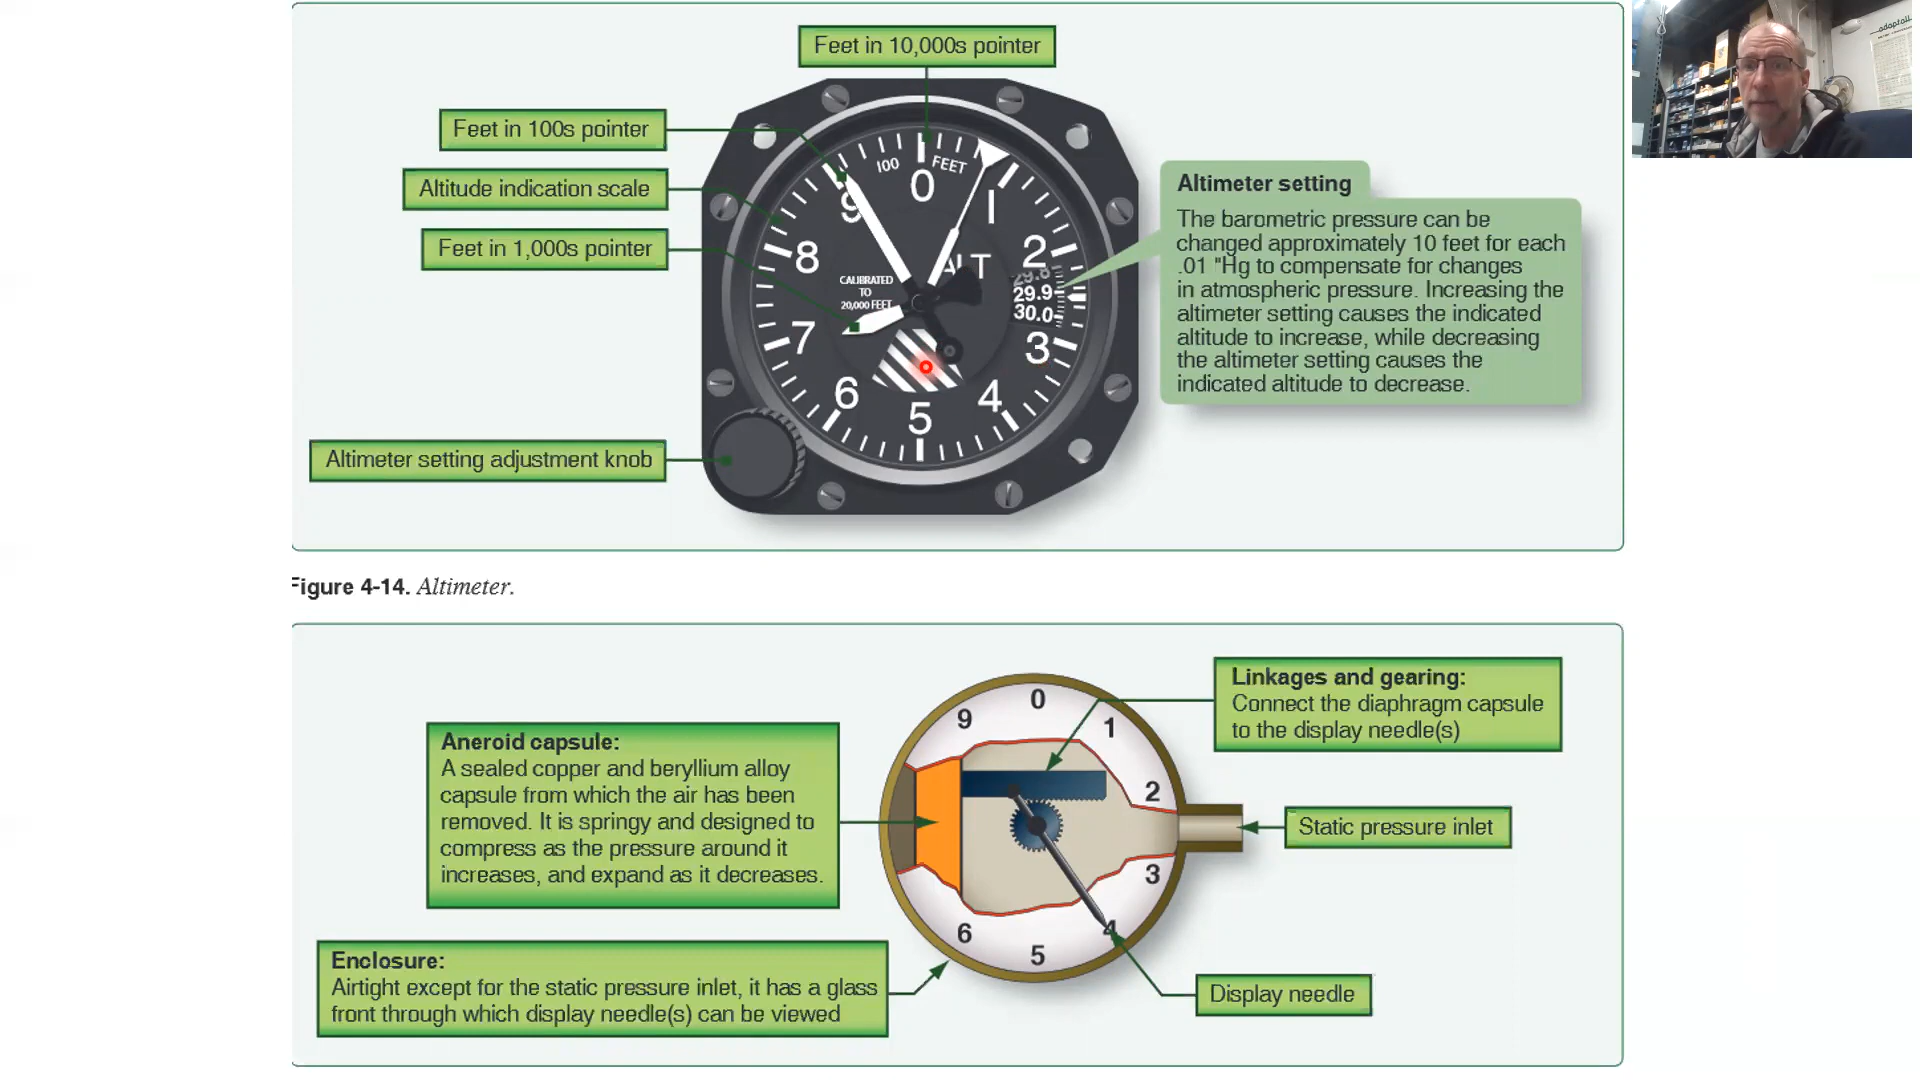 Feet in 10,000s pointer
Feet in 100s pointer
Altitude indication scale
Feet in 1,000s pointer
Altimeter setting adjustment knob
100 FEET
0
1
2
3
4
5
6
7
8
9
ALT
CALIBRATED
TO
20,000 FEET
29.8
29.9
30.0
Altimeter setting
The barometric pressure can be
changed approximately 10 feet for each
.01 "Hg to compensate for changes
in atmospheric pressure. Increasing the
altimeter setting causes the indicated
altitude to increase, while decreasing
the altimeter setting causes the
indicated altitude to decrease.
Figure 4-14. Altimeter.
Aneroid capsule:
A sealed copper and beryllium alloy
capsule from which the air has been
removed. It is springy and designed to
compress as the pressure around it
increases, and expand as it decreases.
Enclosure:
Airtight except for the static pressure inlet, it has a glass
front through which display needle(s) can be viewed
0
1
2
3
4
5
6
9
Linkages and gearing:
Connect the diaphragm capsule
to the display needle(s)
Static pressure inlet
Display needle